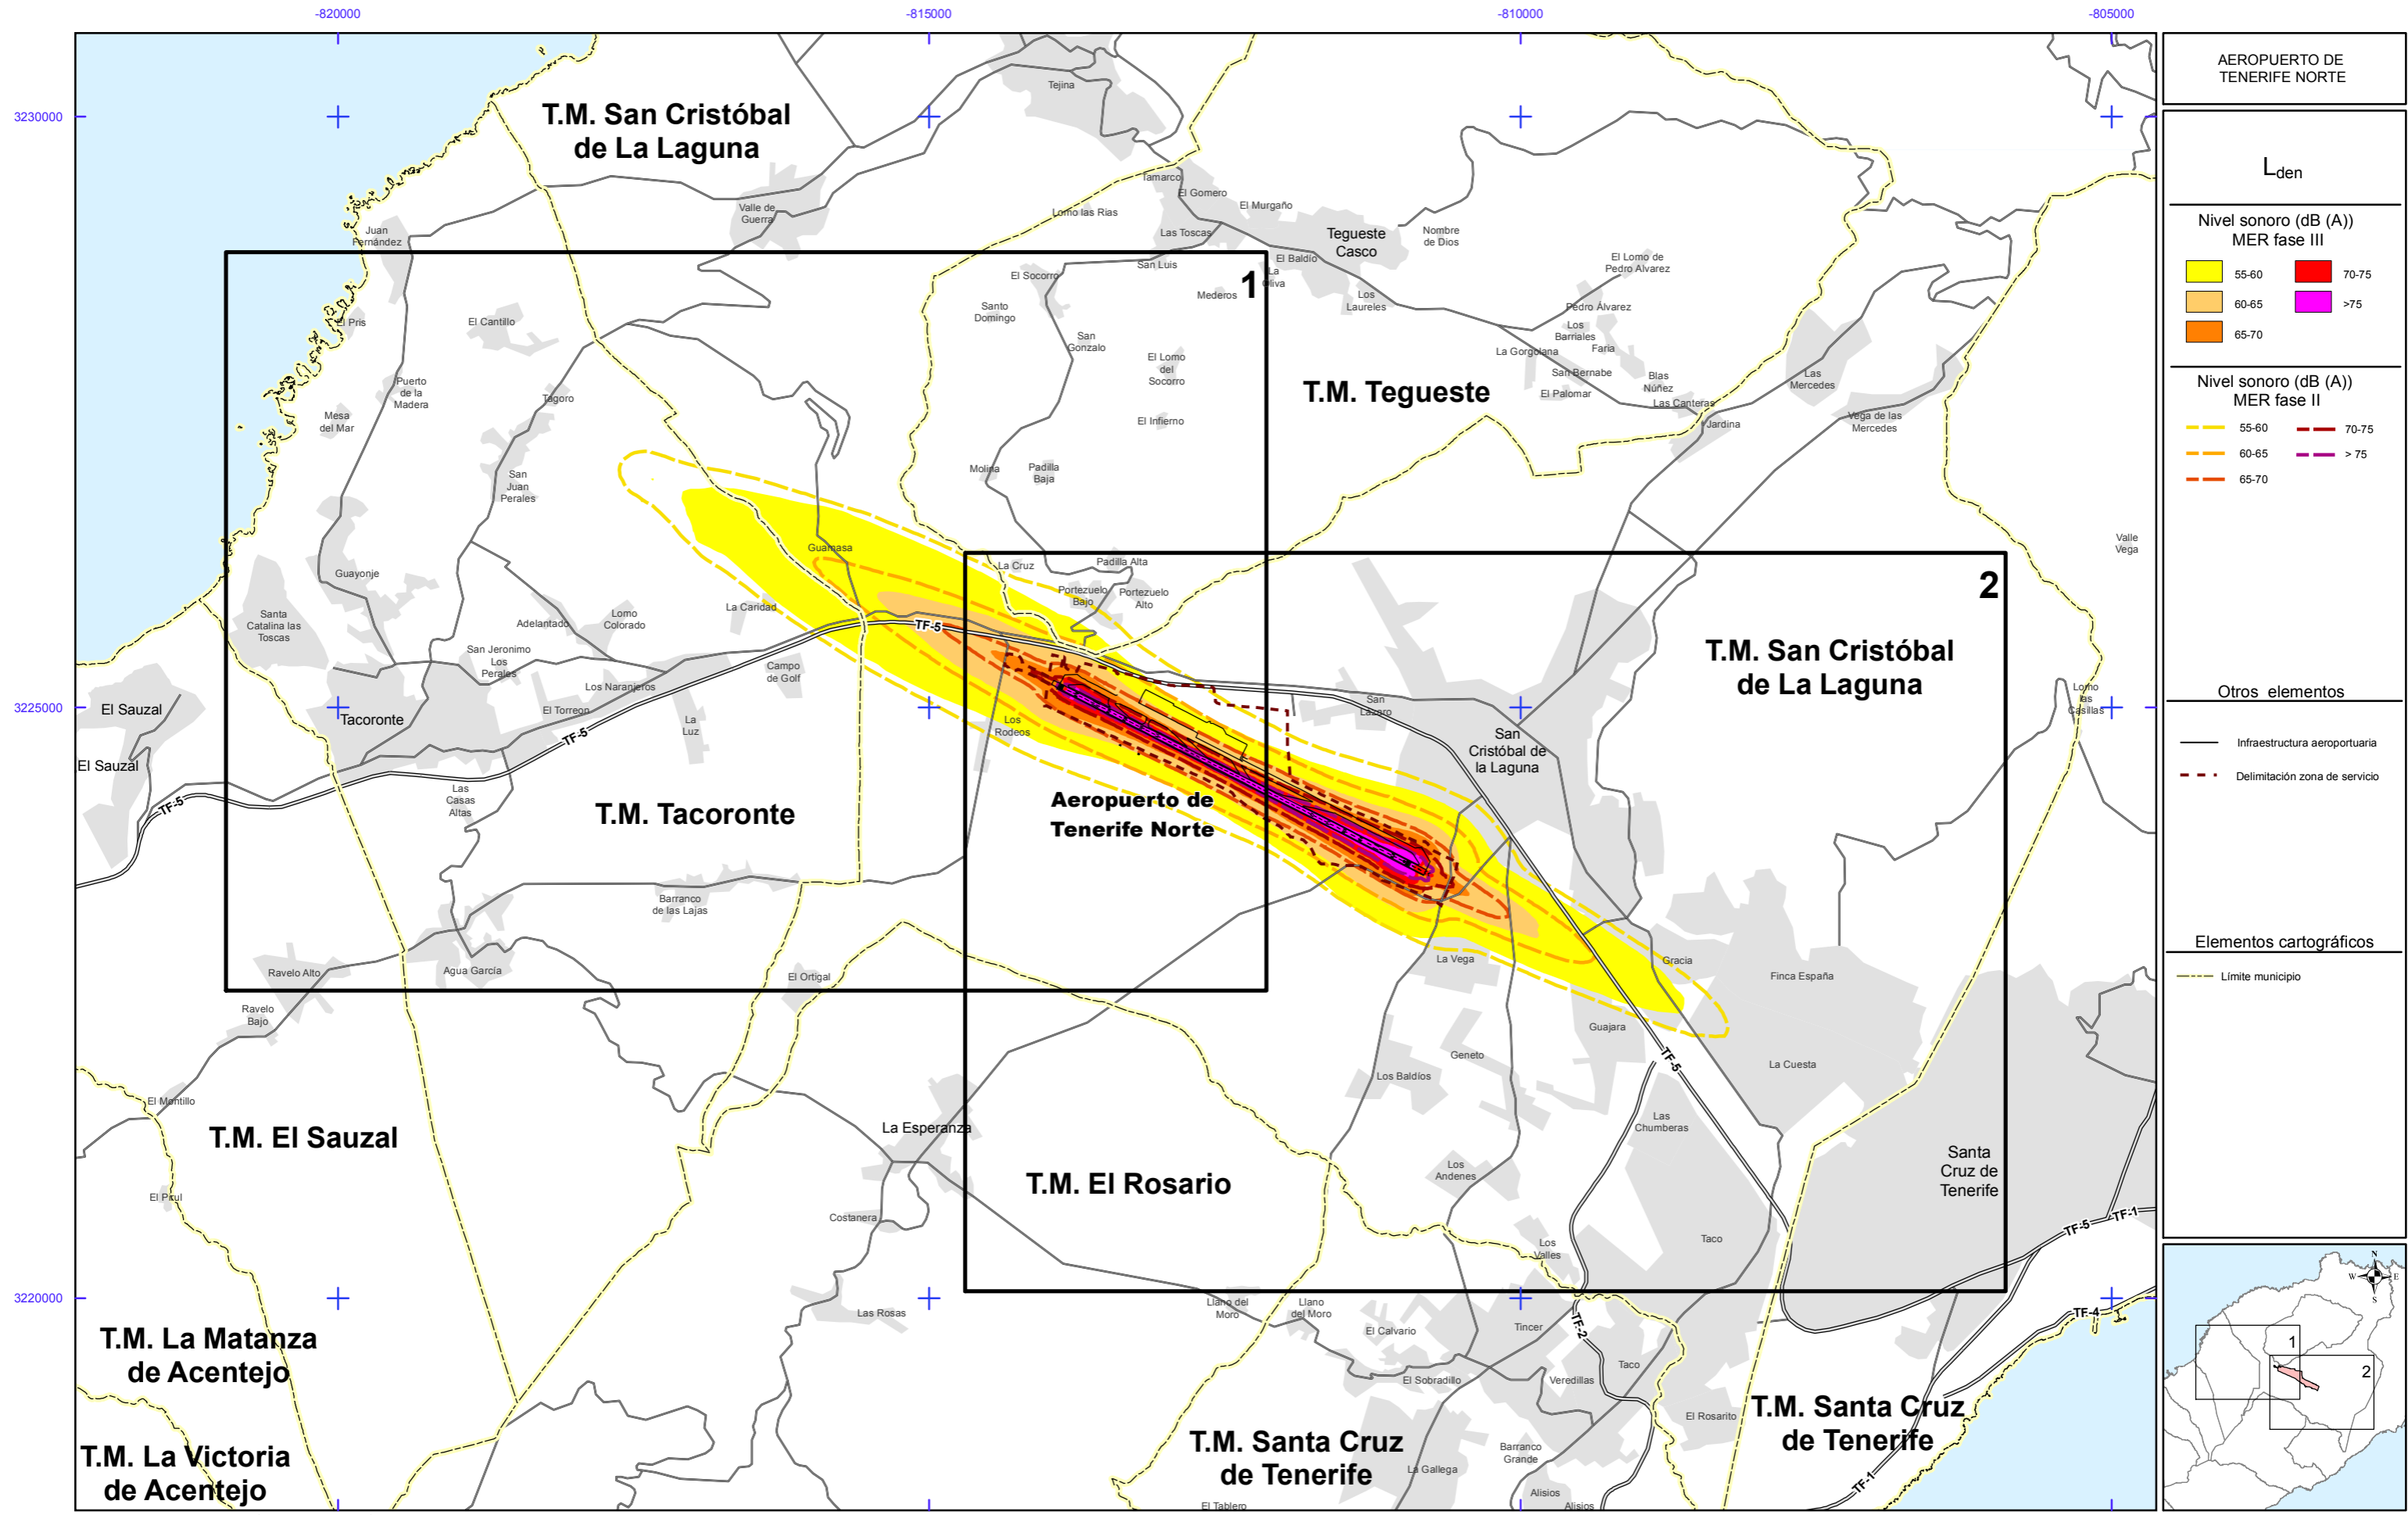 -820000
-815000
-810000
-805000
3230000
3225000
3220000
AEROPUERTO DE
TENERIFE NORTE
Lden
Nivel sonoro (dB (A))
MER fase III
55-60
70-75
60-65
>75
65-70
Nivel sonoro (dB (A))
MER fase II
55-60
70-75
60-65
> 75
65-70
Otros elementos
Infraestructura aeroportuaria
Delimitación zona de servicio
Elementos cartográficos
Límite municipio
N
W
E
S
1
2
Tejina
T.M. San Cristóbal
de La Laguna
Tamarco
El Gomero
Valle de
Guerra
Lomo las Rias
El Murgaño
Juan
Fernández
Las Toscas
Tegueste
Casco
Nombre
de Dios
1
San Luis
El Baldío
La
Oliva
El Lomo de
Pedro Alvarez
El Socorro
Mederos
Los
Laureles
Santo
Domingo
Pedro Álvarez
El Pris
El Cantillo
San
Gonzalo
Los
Barriales
Faria
La Gorgolana
El Lomo
del
Socorro
San Bernabe
Blas
Núñez
Las
Mercedes
Puerto
de la
Madera
Tagoro
T.M. Tegueste
El Palomar
Las Canteras
Mesa
del Mar
El Infierno
Jardina
Vega de las
Mercedes
Molina
Padilla
Baja
San
Juan
Perales
Guamasa
Valle
Vega
La Cruz
Padilla Alta
Guayonje
Portezuelo
Bajo
Portezuelo
Alto
2
La Caridad
Santa
Catalina las
Toscas
Adelantado
Lomo
Colorado
TF-5
San Jeronimo
Los
Perales
T.M. San Cristóbal
de La Laguna
Campo
de Golf
Los Naranjeros
El Sauzal
Tacoronte
El Torreon
La
Luz
Los
Rodeos
San
Lázaro
Lomo
las
Casillas
TF-5
San
Cristóbal de
la Laguna
El Sauzal
TF-5
Las
Casas
Altas
T.M. Tacoronte
Aeropuerto de
Tenerife Norte
Barranco
de las Lajas
La Vega
Gracia
Ravelo Alto
Agua García
El Ortigal
Finca España
Ravelo
Bajo
Guajara
Geneto
TF-5
La Cuesta
Los Baldíos
El Montillo
T.M. El Sauzal
La Esperanza
Las
Chumberas
T.M. El Rosario
Los
Andenes
Santa
Cruz de
Tenerife
El Pirul
Costanera
Los
Valles
Taco
TF-5
TF-1
Las Rosas
Llano del
Moro
Llano
del Moro
El Calvario
Tincer
TF-2
TF-4
T.M. La Matanza
de Acentejo
Taco
El Sobradillo
Veredillas
El Rosarito
T.M. Santa Cruz
de Tenerife
T.M. La Victoria
de Acentejo
T.M. Santa Cruz
de Tenerife
Barranco
Grande
La Gallega
TF-1
Alisios
Alisios
El Tablero